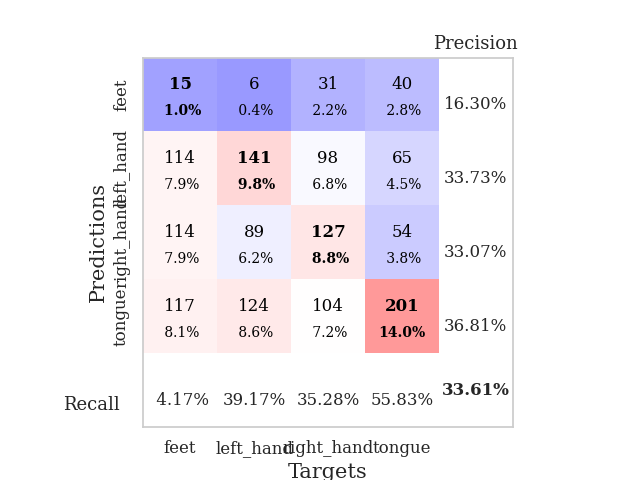 Precision
feet
15 6 31 40
1.0% 0.4% 2.2% 2.8%
16.30%
left_hand
114 141 98 65
7.9% 9.8% 6.8% 4.5%
33.73%
right_hand
114 89 127 54
7.9% 6.2% 8.8% 3.8%
33.07%
tongue
117 124 104 201
8.1% 8.6% 7.2% 14.0%
36.81%
Predictions
Recall
4.17% 39.17% 35.28% 55.83%
33.61%
feet left_hand right_hand tongue
Targets